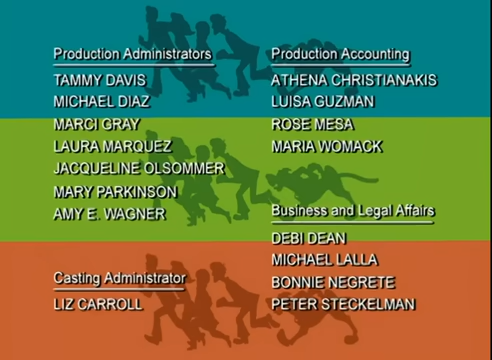 Production Administrators
TAMMY DAVIS
MICHAEL DIAZ
MARCI GRAY
LAURA MARQUEZ
JACQUELINE OLSOMMER
MARY PARKINSON
AMY E. WAGNER
Casting Administrator
LIZ CARROLL
Production Accounting
ATHENA CHRISTIANAKIS
LUISA GUZMAN
ROSE MESA
MARIA WOMACK
Business and Legal Affairs
DEBI DEAN
MICHAEL LALLA
BONNIE NEGRETE
PETER STECKELMAN